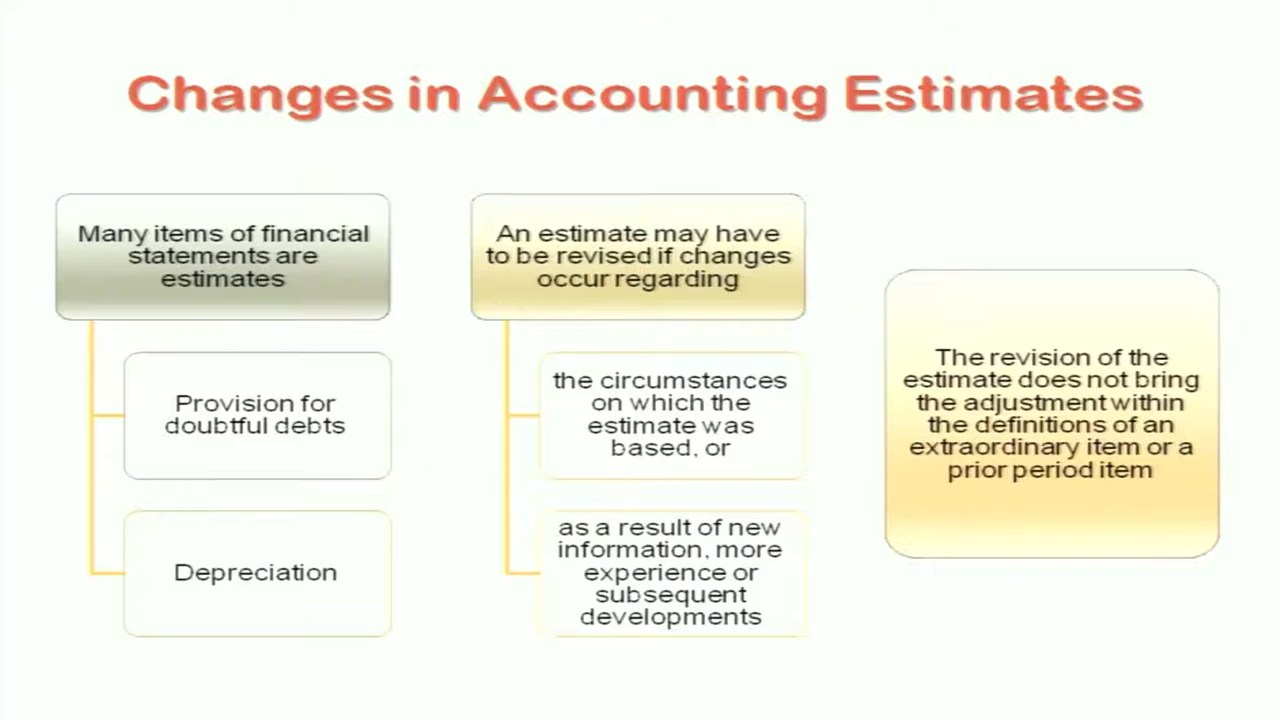 Changes in Accounting Estimates
Many items of financial
statements are
estimates
Provision for
doubtful debts
Depreciation
An estimate may have
to be revised if changes
occur regarding
the circumstances
on which the
estimate was
based, or
as a result of new
information, more
experience or
subsequent
developments
The revision of the
estimate does not bring
the adjustment within
the definitions of an
extraordinary item or a
prior period item